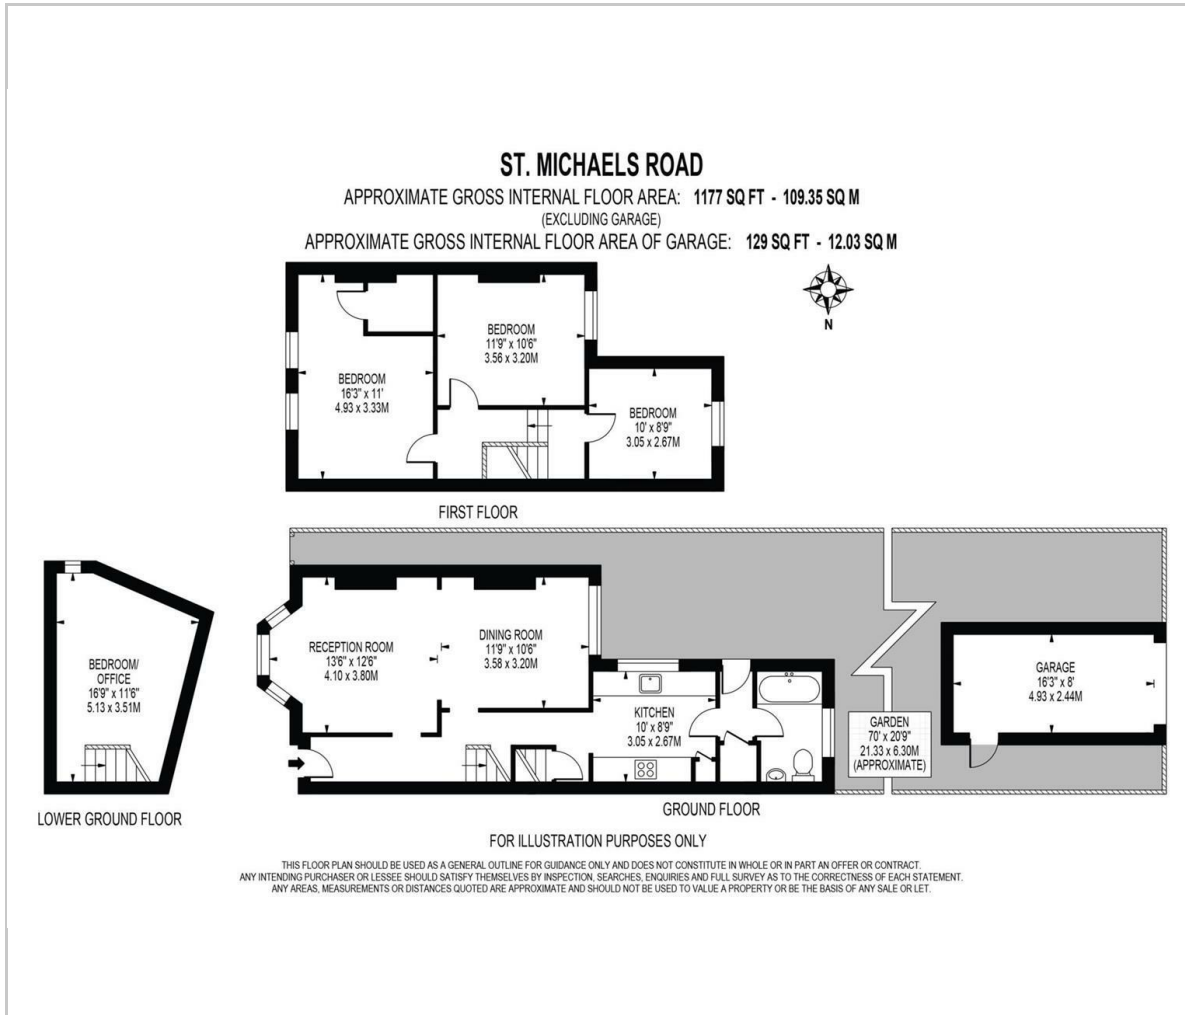 ST. MICHAELS ROAD
APPROXIMATE GROSS INTERNAL FLOOR AREA: 1177 SQ FT - 109.35 SQ M
(EXCLUDING GARAGE)
APPROXIMATE GROSS INTERNAL FLOOR AREA OF GARAGE: 129 SQ FT - 12.03 SQ M
N
BEDROOM
11'9" x 10'6"
3.56 x 3.20M
BEDROOM
16'3" x 11'
4.93 x 3.33M
BEDROOM
10' x 8'9"
3.05 x 2.67M
FIRST FLOOR
BEDROOM/
OFFICE
16'9" x 11'6"
5.13 x 3.51M
LOWER GROUND FLOOR
RECEPTION ROOM
13'6" x 12'6"
4.10 x 3.80M
DINING ROOM
11'9" x 10'6"
3.58 x 3.20M
KITCHEN
10' x 8'9"
3.05 x 2.67M
GARDEN
70' x 20'9"
21.33 x 6.30M
(APPROXIMATE)
GARAGE
16'3" x 8'
4.93 x 2.44M
GROUND FLOOR
FOR ILLUSTRATION PURPOSES ONLY
THIS FLOOR PLAN SHOULD BE USED AS A GENERAL OUTLINE FOR GUIDANCE ONLY AND DOES NOT CONSTITUTE IN WHOLE OR IN PART AN OFFER OR CONTRACT.
ANY INTENDING PURCHASER OR LESSEE SHOULD SATISFY THEMSELVES BY INSPECTION, SEARCHES, ENQUIRIES AND FULL SURVEY AS TO THE CORRECTNESS OF EACH STATEMENT.
ANY AREAS, MEASUREMENTS OR DISTANCES QUOTED ARE APPROXIMATE AND SHOULD NOT BE USED TO VALUE A PROPERTY OR BE THE BASIS OF ANY SALE OR LET.